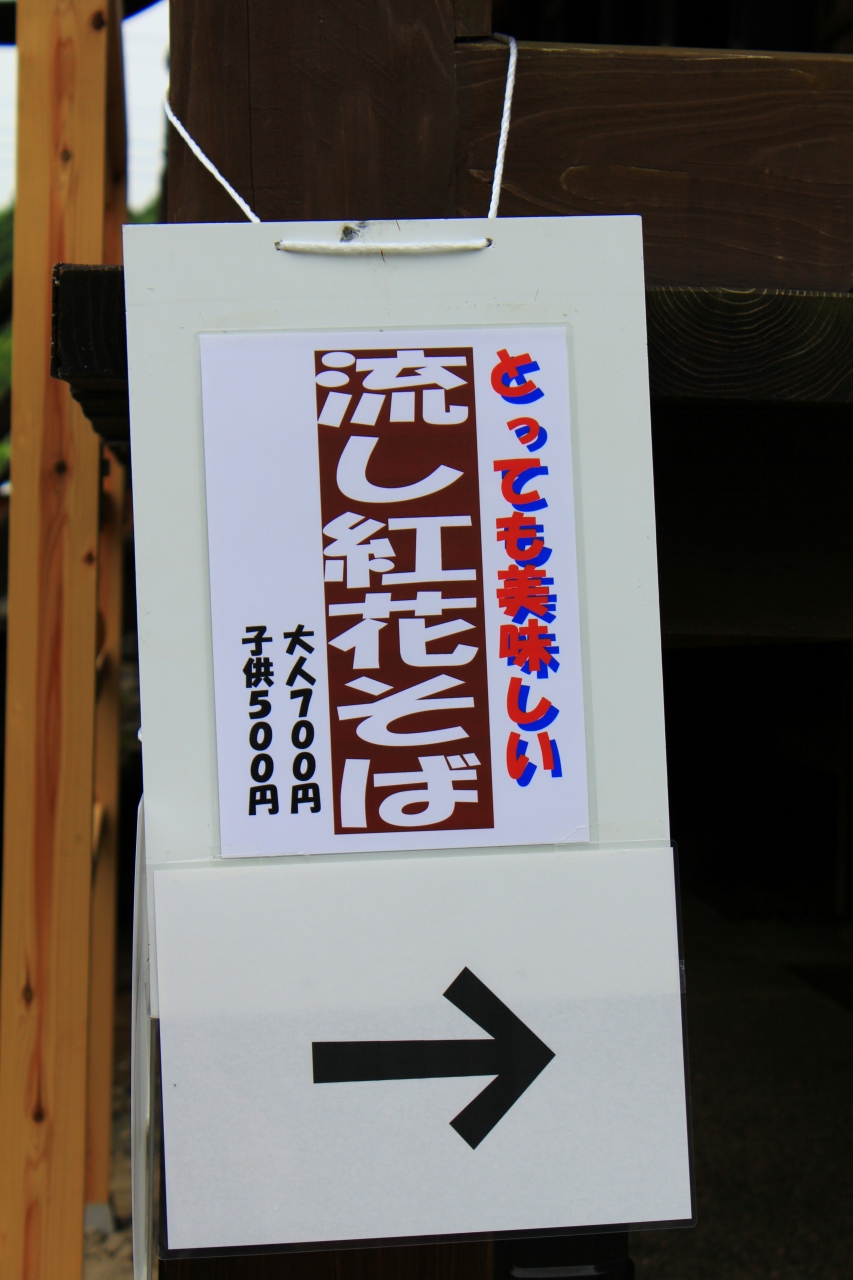 とっても美味しい
流し紅花そば
大人700円
子供500円